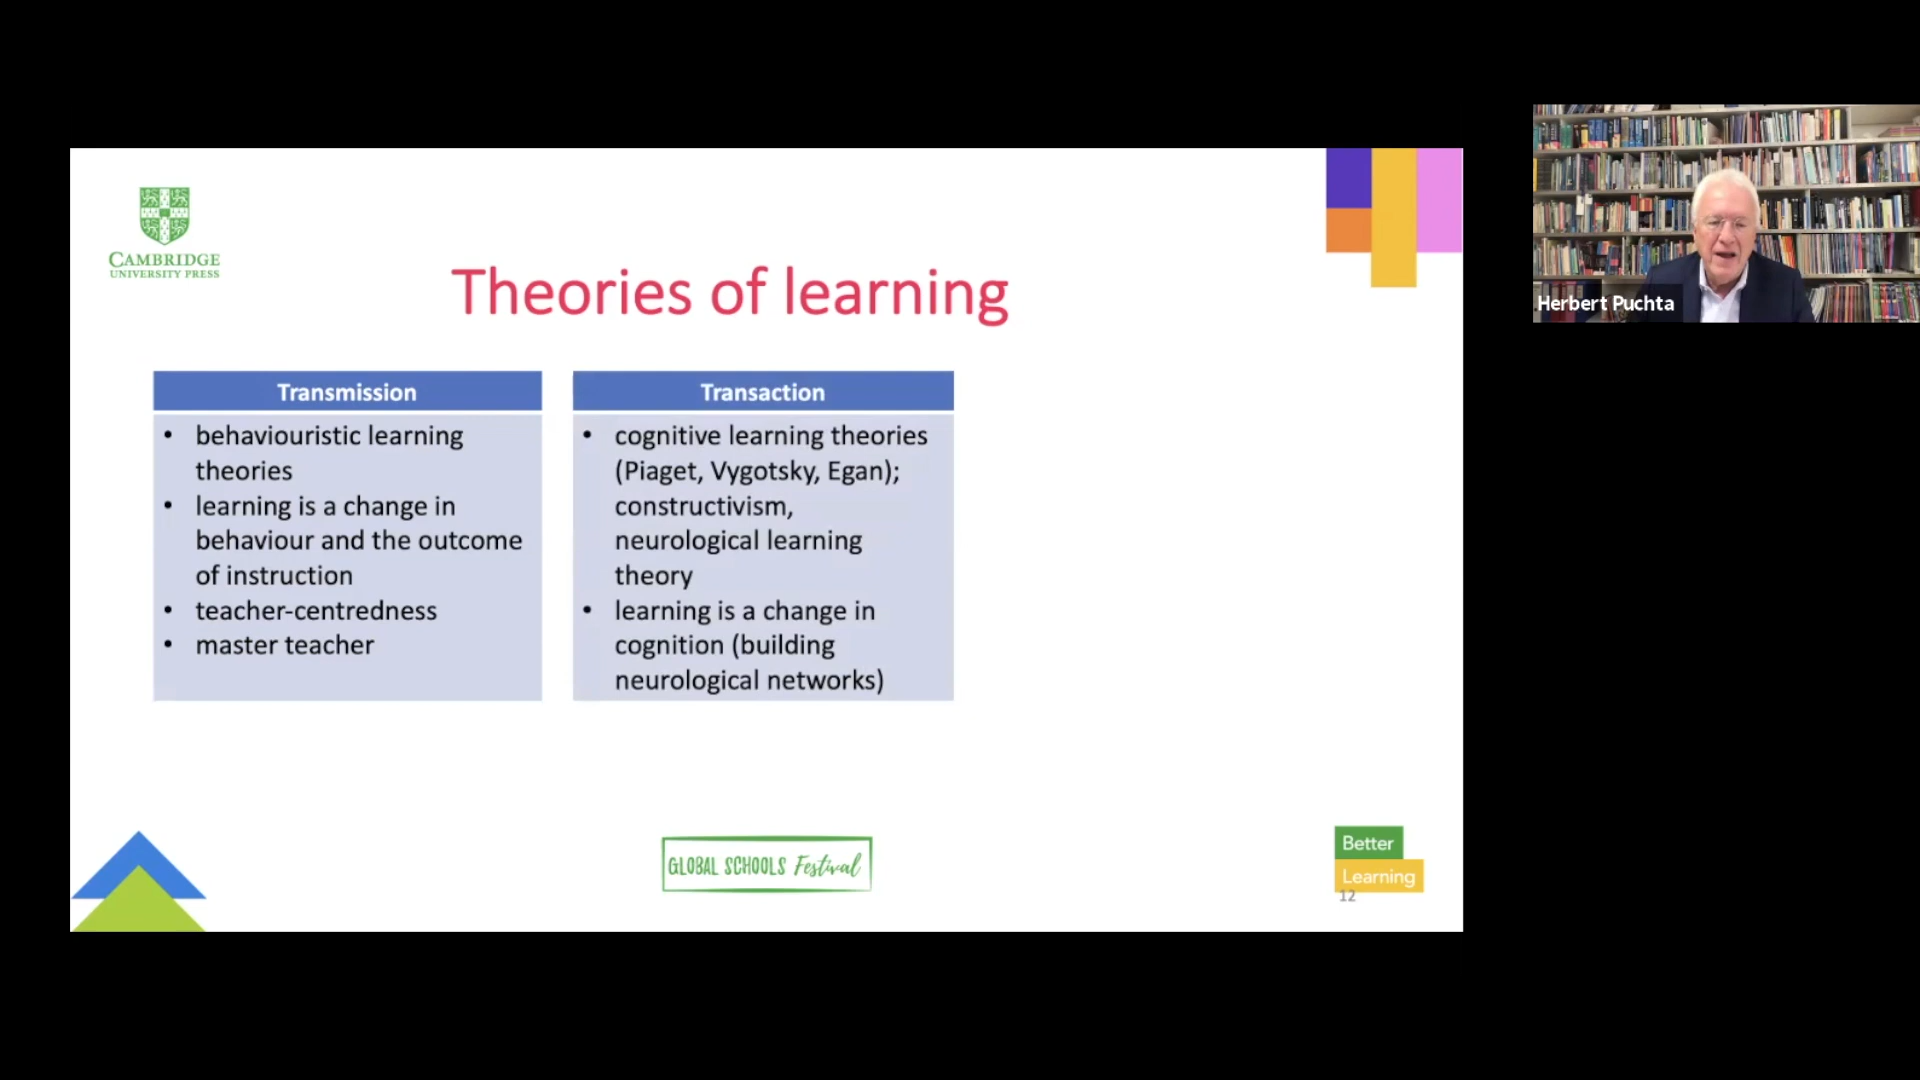 CAMBRIDGE
UNIVERSITY PRESS
Theories of learning
Transmission
• behaviouristic learning
theories
• learning is a change in
behaviour and the outcome
of instruction
• teacher-centredness
• master teacher
Transaction
• cognitive learning theories
(Piaget, Vygotsky, Egan);
constructivism,
neurological learning
theory
• learning is a change in
cognition (building
neurological networks)
GLOBAL SCHOOLS Festival
Better
Learning
12
Herbert Puchta